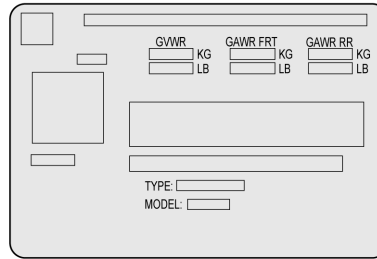 GVWR GAWR FRT GAWR RR
KG KG KG
LB LB LB
TYPE:
MODEL: